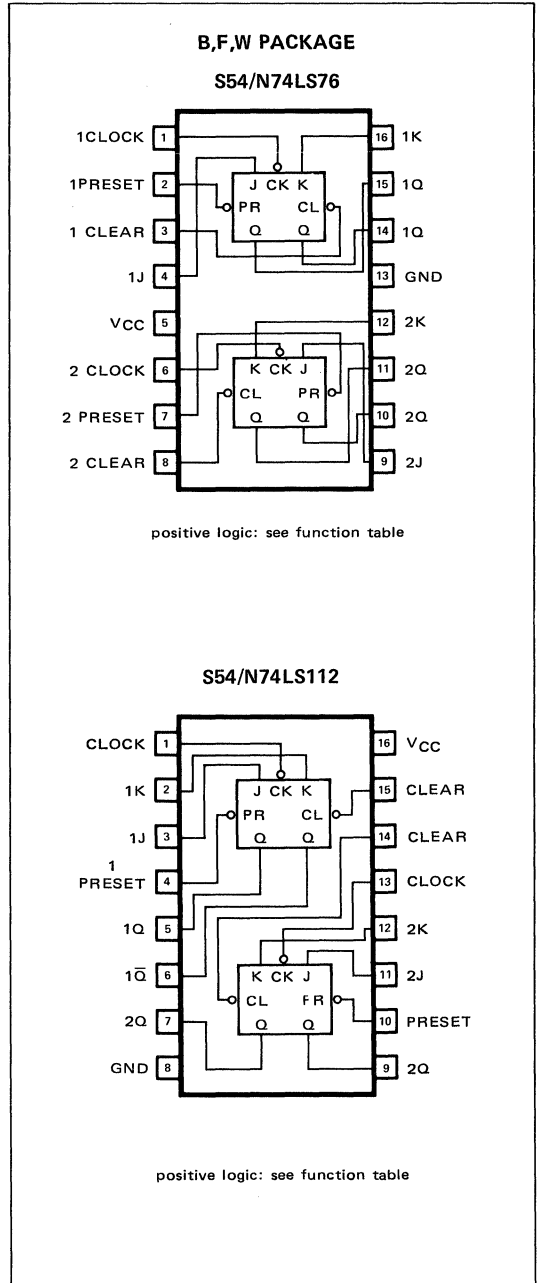 B,F,W PACKAGE
S54/N74LS76
1CLOCK 1
16 1K
1PRESET 2
15 1Q
1 CLEAR 3
14 1Q
1J 4
13 GND
VCC 5
12 2K
2 CLOCK 6
11 2Q
2 PRESET 7
10 2Q
2 CLEAR 8
9 2J
J CK K
PR CL
Q Q
K CK J
CL PR
Q Q
positive logic: see function table
S54/N74LS112
CLOCK 1
16 VCC
1K 2
15 CLEAR
1J 3
14 CLEAR
1
PRESET 4
13 CLOCK
1Q 5
12 2K
1Q̅ 6
11 2J
2Q 7
10 PRESET
GND 8
9 2Q
J CK K
PR CL
Q Q
K CK J
CL PR
Q Q
positive logic: see function table